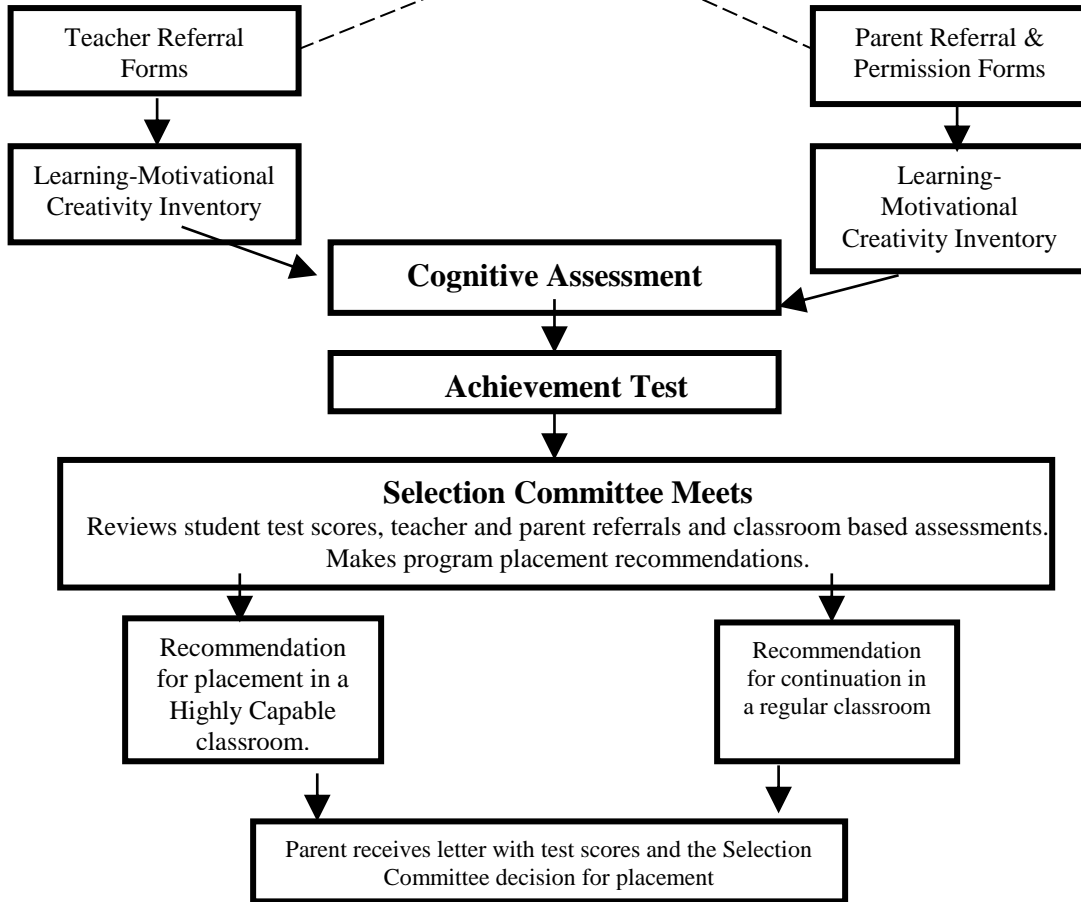 Teacher Referral
Forms
Parent Referral &
Permission Forms
Learning-Motivational
Creativity Inventory
Learning-
Motivational
Creativity Inventory
Cognitive Assessment
Achievement Test
Selection Committee Meets
Reviews student test scores, teacher and parent referrals and classroom based assessments.
Makes program placement recommendations.
Recommendation
for placement in a
Highly Capable
classroom.
Recommendation
for continuation in
a regular classroom
Parent receives letter with test scores and the Selection
Committee decision for placement